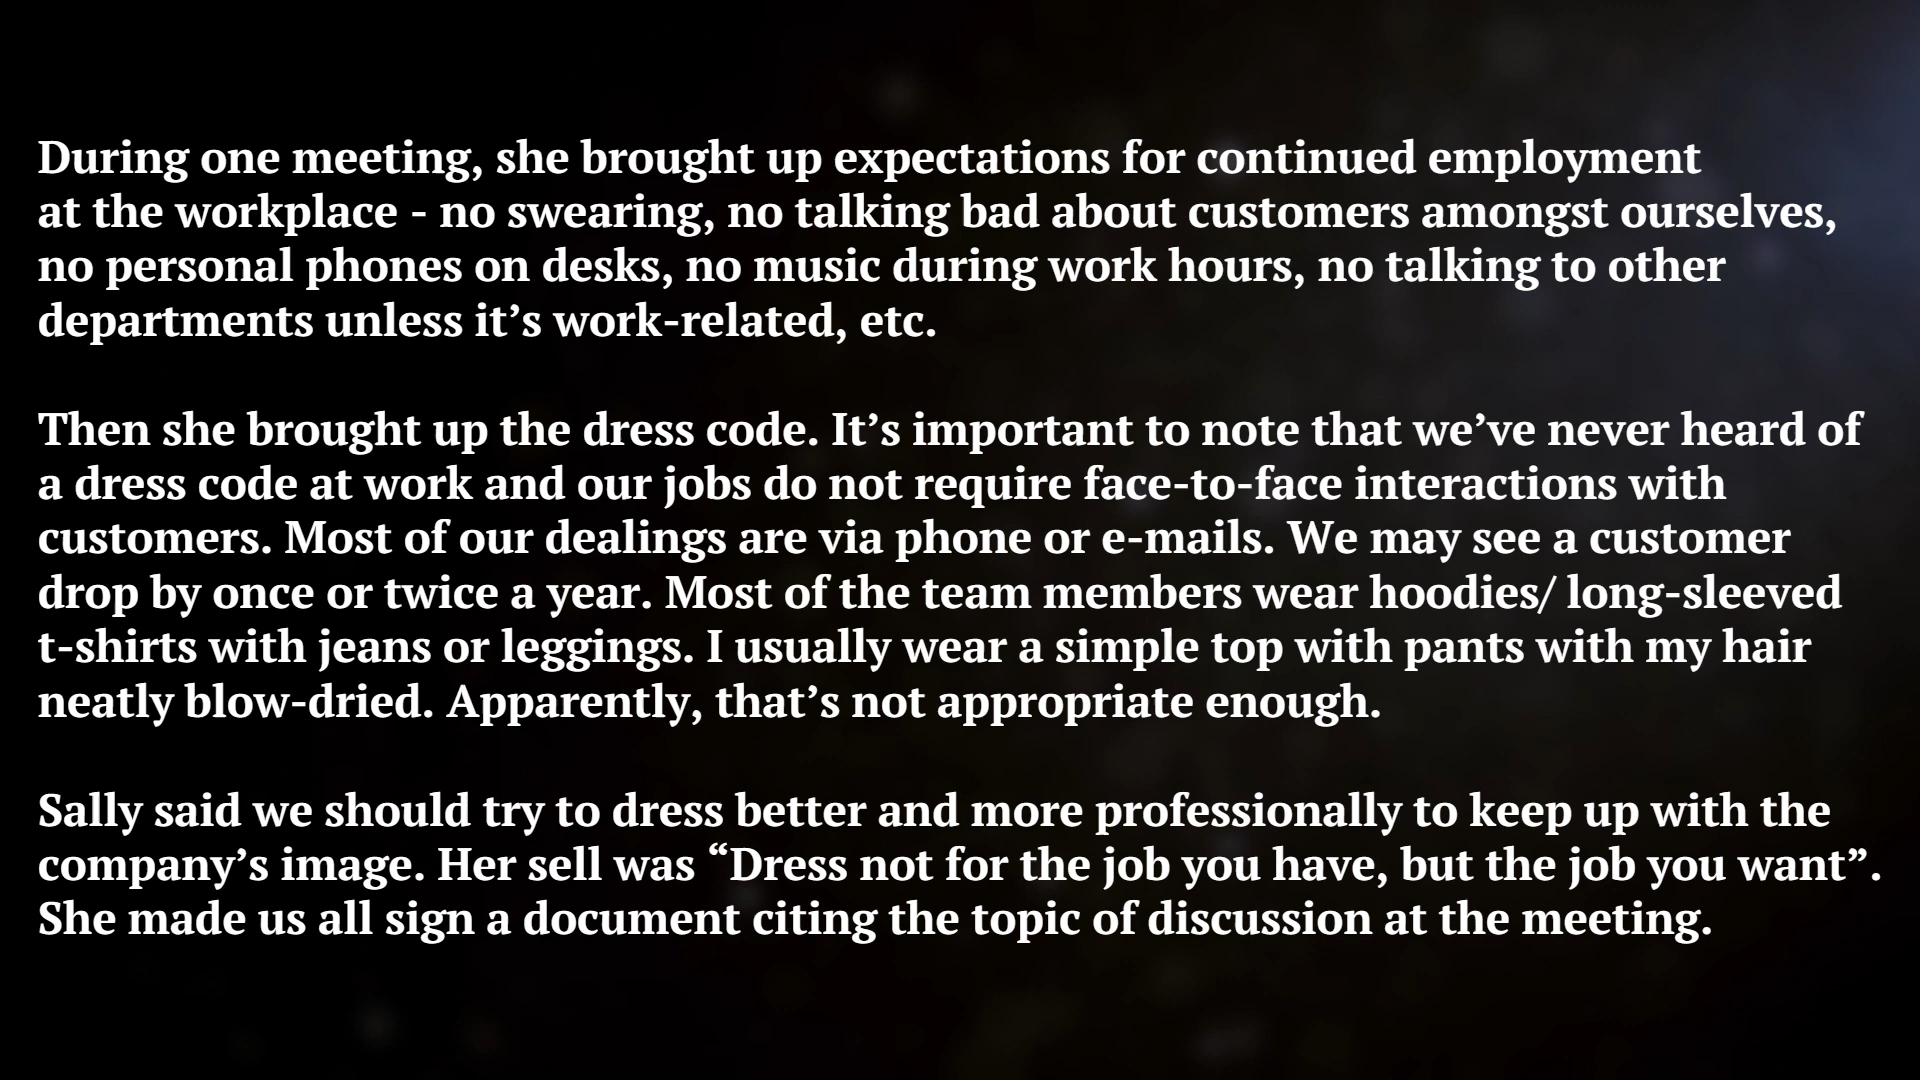 During one meeting, she brought up expectations for continued employment
at the workplace - no swearing, no talking bad about customers amongst ourselves,
no personal phones on desks, no music during work hours, no talking to other
departments unless it’s work-related, etc.
Then she brought up the dress code. It’s important to note that we’ve never heard of
a dress code at work and our jobs do not require face-to-face interactions with
customers. Most of our dealings are via phone or e-mails. We may see a customer
drop by once or twice a year. Most of the team members wear hoodies/ long-sleeved
t-shirts with jeans or leggings. I usually wear a simple top with pants with my hair
neatly blow-dried. Apparently, that’s not appropriate enough.
Sally said we should try to dress better and more professionally to keep up with the
company’s image. Her sell was “Dress not for the job you have, but the job you want”.
She made us all sign a document citing the topic of discussion at the meeting.